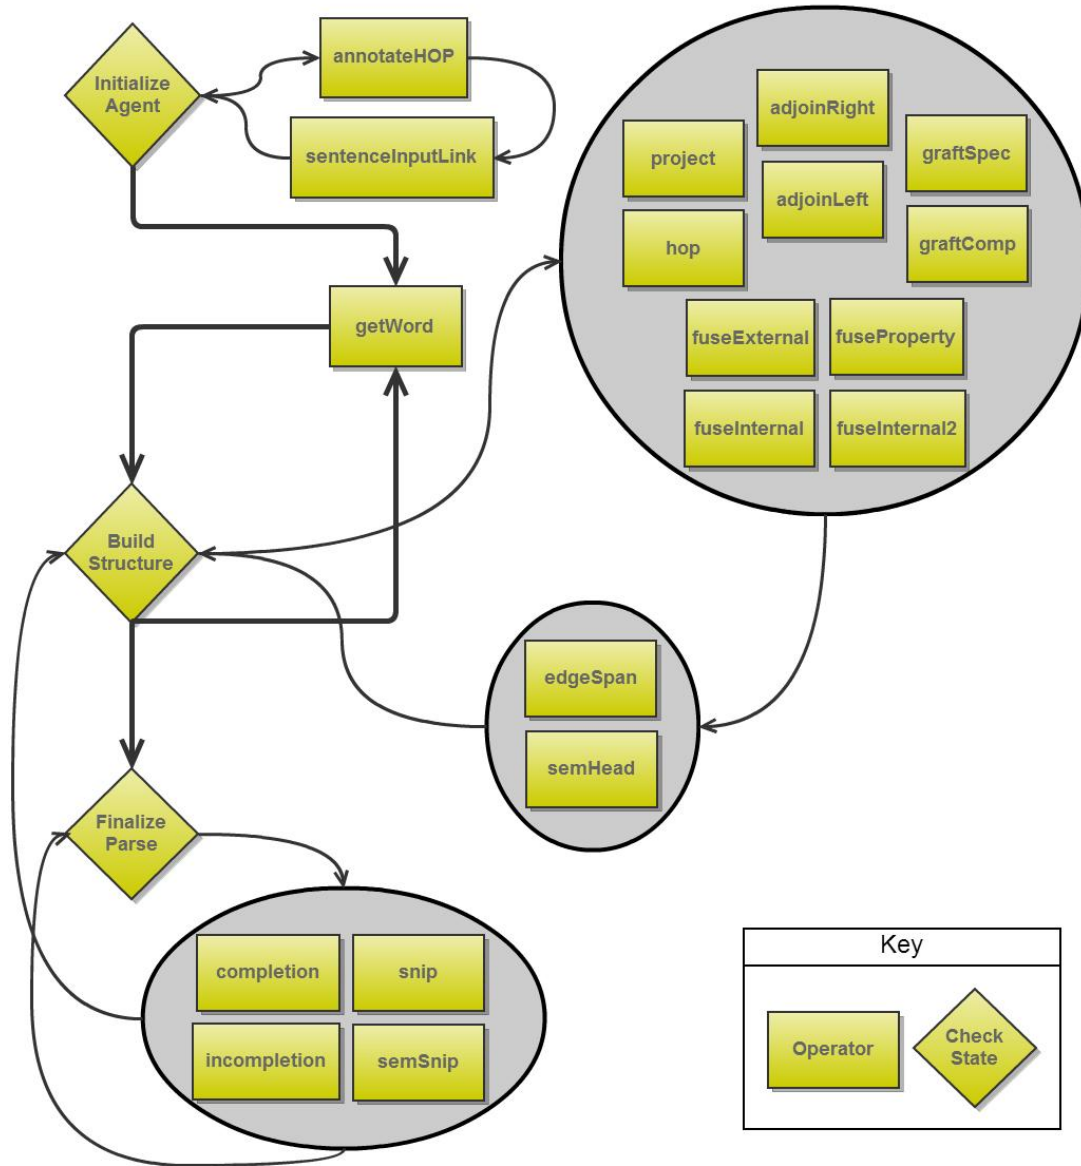 annotateHOP
Initialize
Agent
sentenceInputLink
adjoinRight
project
graftSpec
adjoinLeft
hop
graftComp
getWord
fuseExternal
fuseProperty
fuseInternal
fuseInternal2
Build
Structure
edgeSpan
semHead
Finalize
Parse
completion
snip
incompletion
semSnip
Key
Operator
Check
State